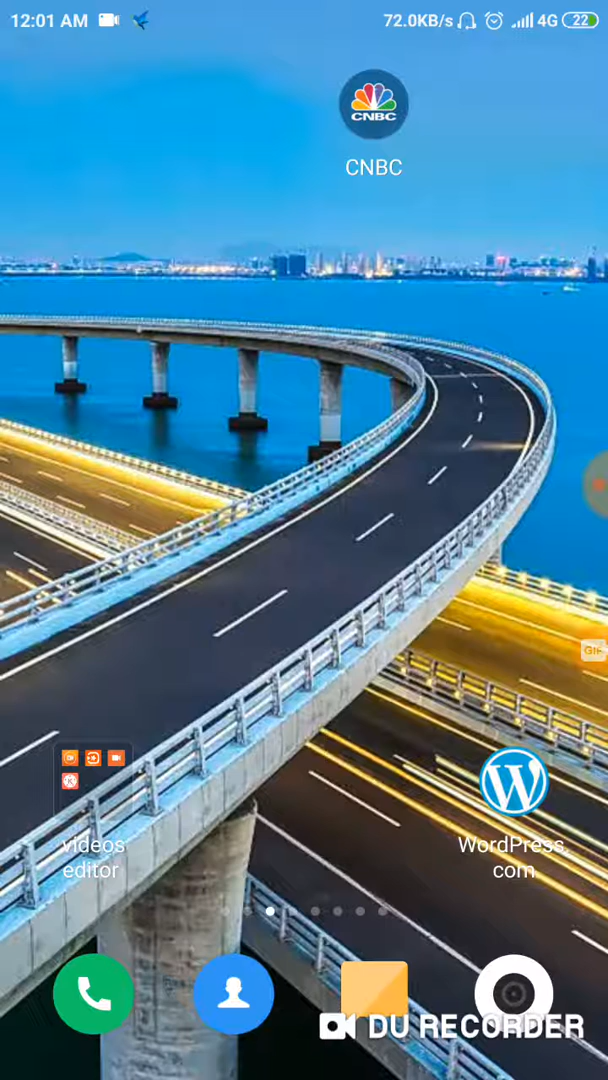 12:01 AM 72.0KB/s 4G 22
CNBC
CNBC
GIF
videos
editor
WordPress.
com
DU RECORDER